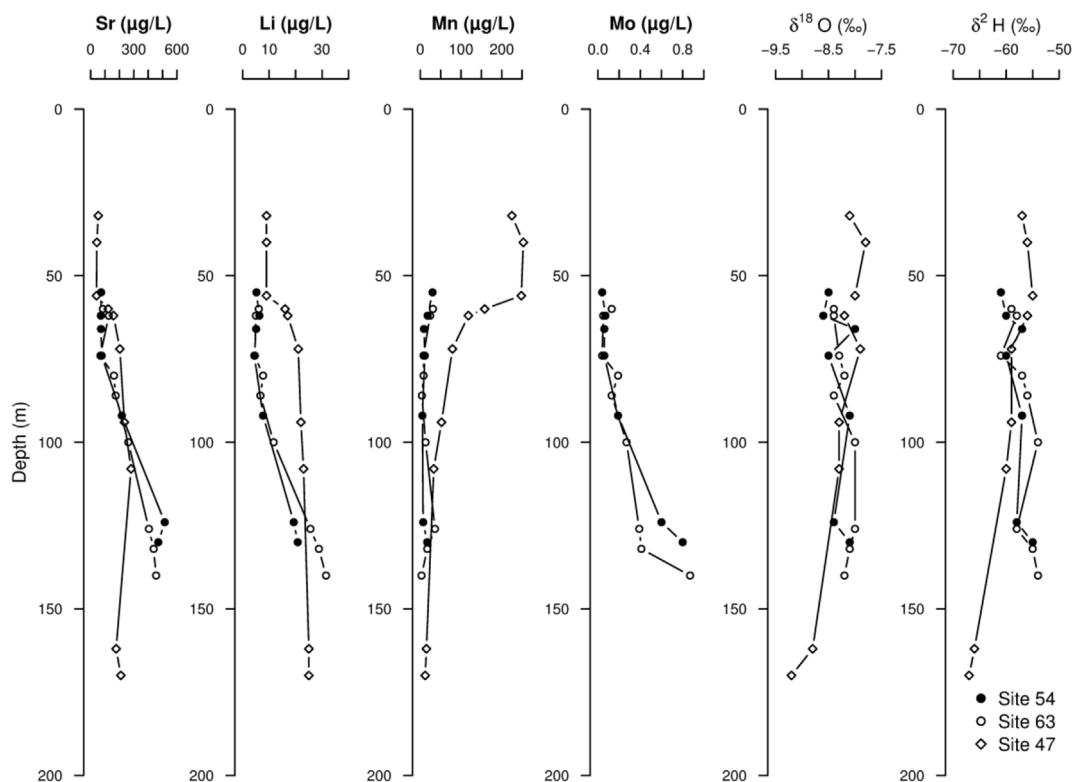 Sr (µg/L) Li (µg/L) Mn (µg/L) Mo (µg/L) δ18 O (‰) δ2 H (‰)
0 300 600 0 10 30 0 100 200 0.0 0.4 0.8 −9.5 −8.5 −7.5 −70 −60 −50
0 0 0 0 0 0
50 50 50 50 50 50
100 100 100 100 100 100
Depth (m)
150 150 150 150 150 150
Site 54
Site 63
Site 47
200 200 200 200 200 200